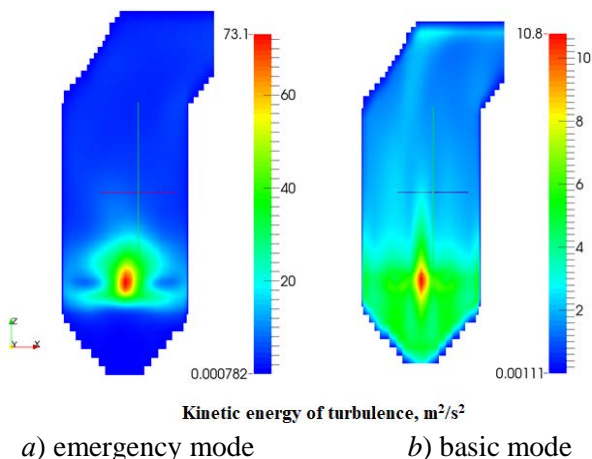 73.1
60
40
20
0.000782
10.8
10
8
6
4
2
0.00111
Z
Y X
Kinetic energy of turbulence, m²/s²
a) emergency mode
b) basic mode